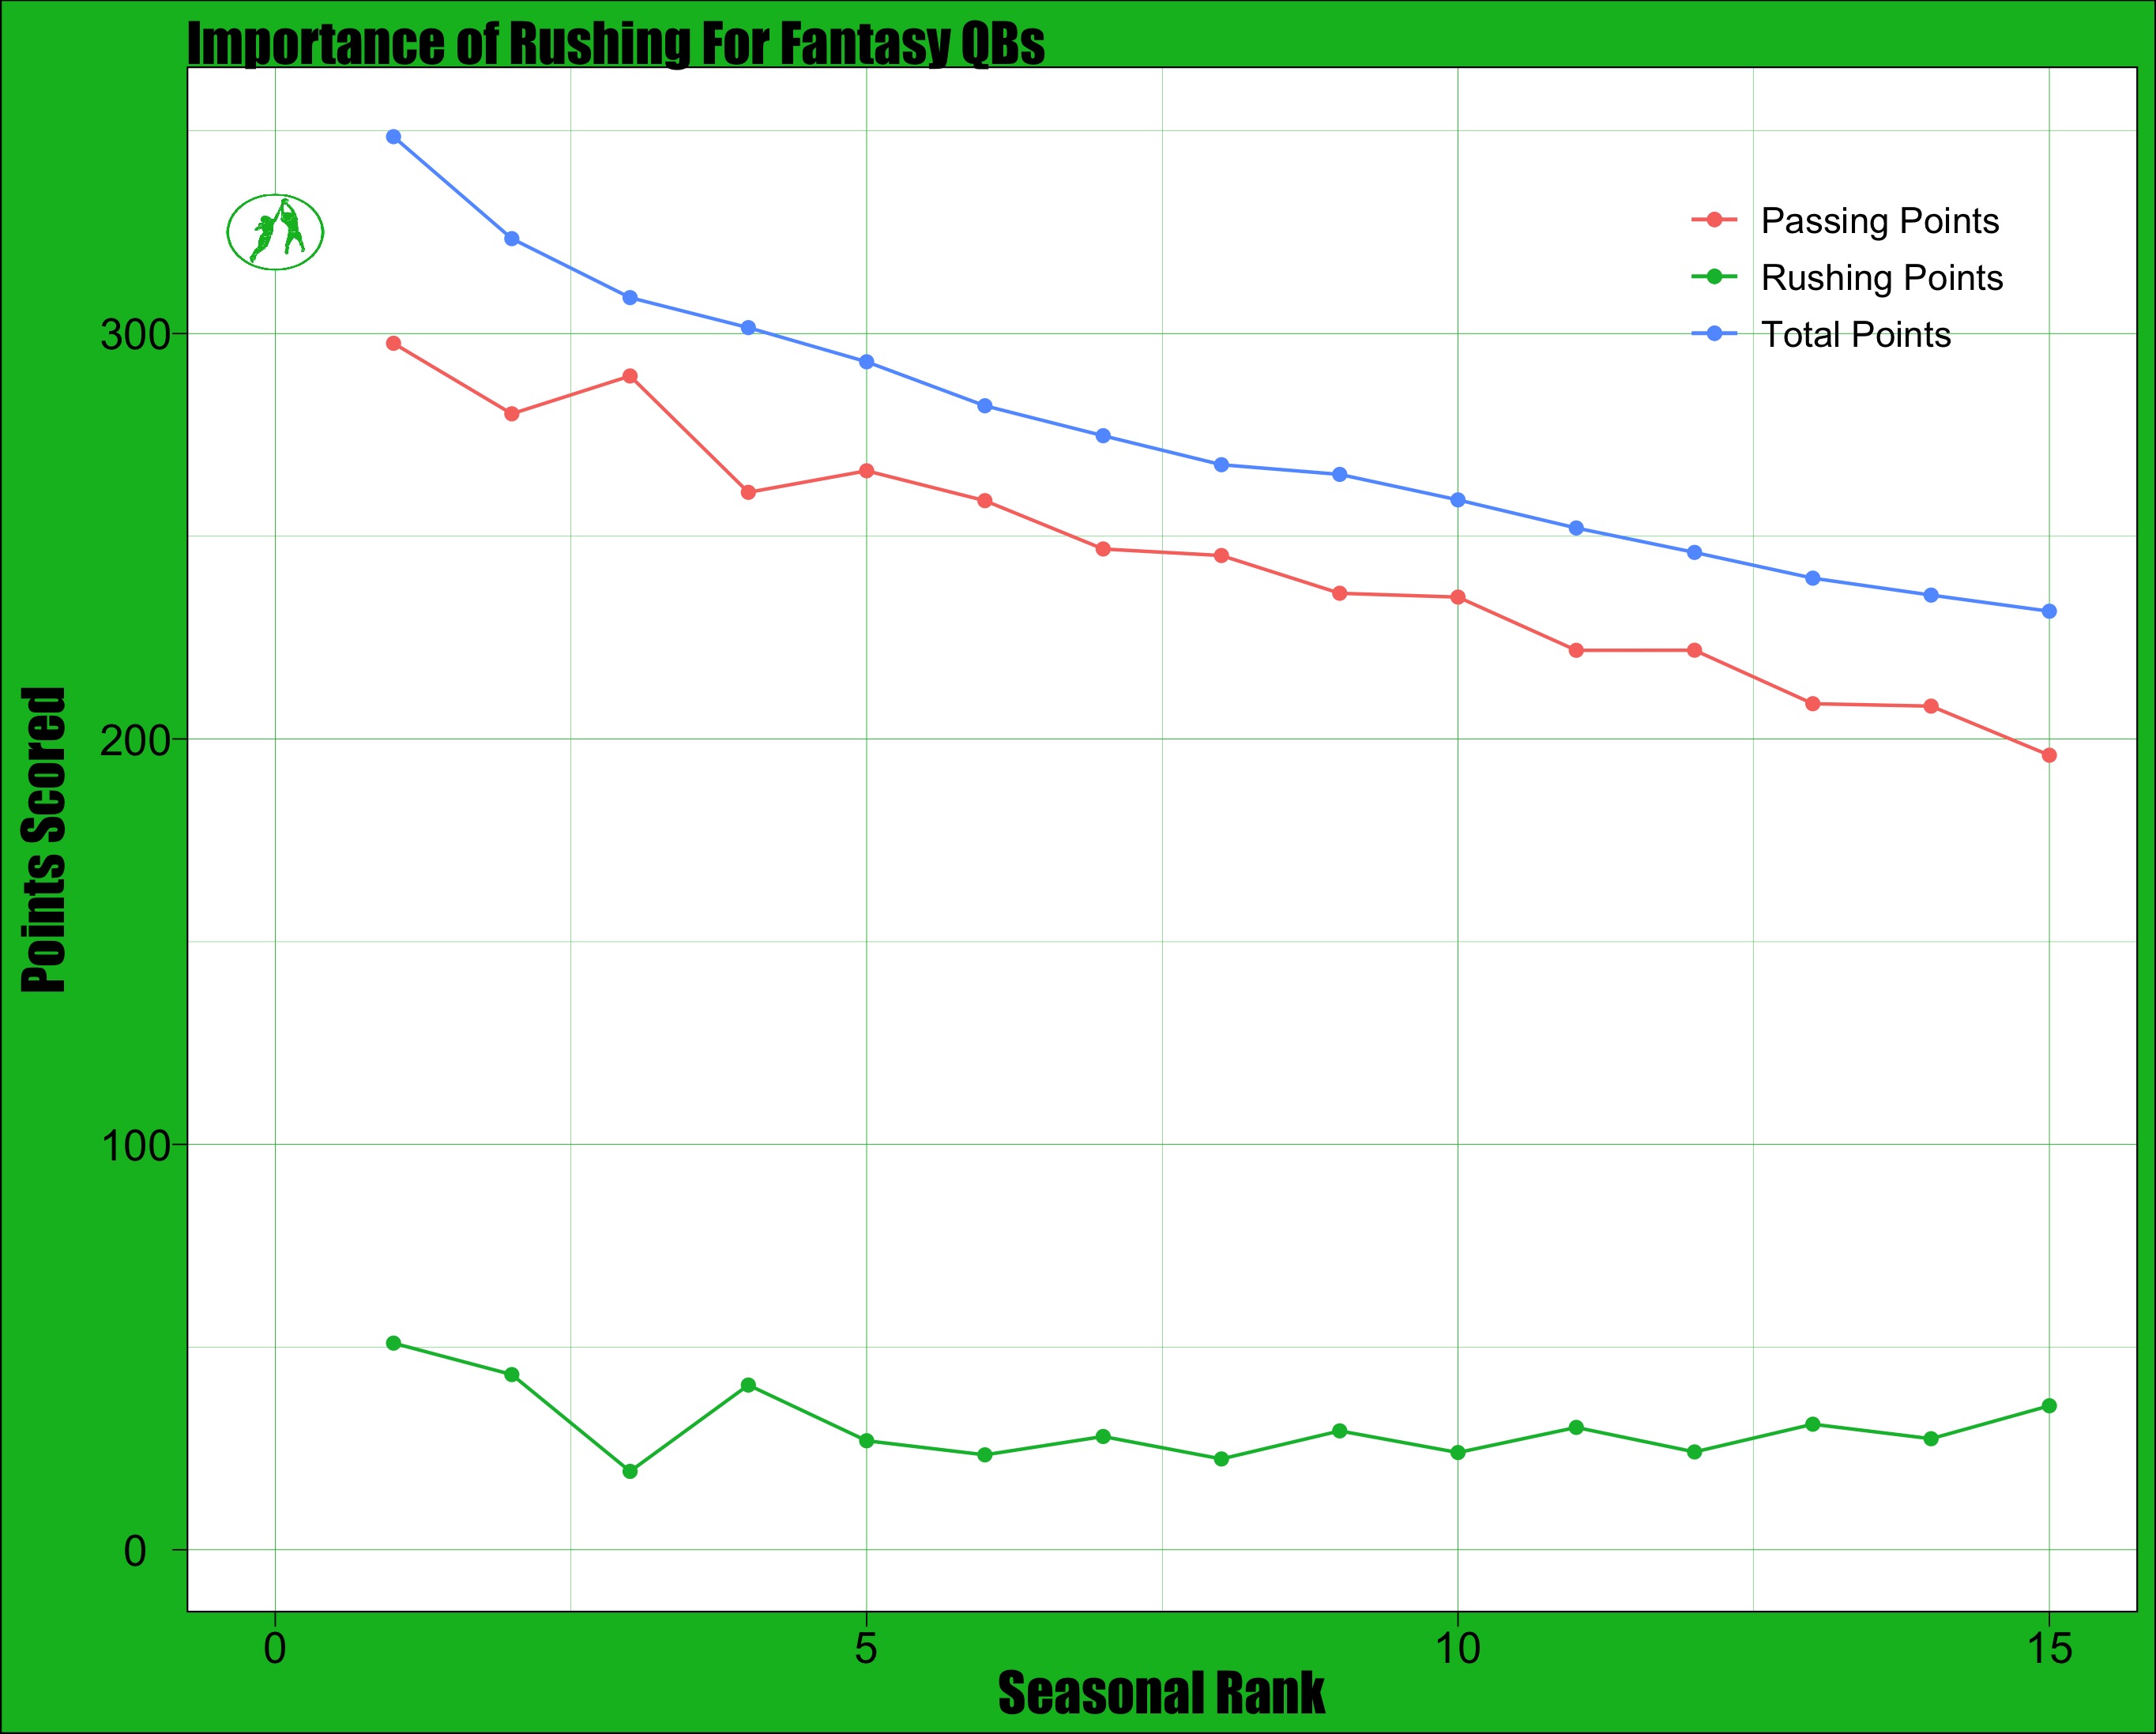 Importance of Rushing For Fantasy QBs
Passing Points
Rushing Points
Total Points
300
200
100
0
Points Scored
0
5
10
15
Seasonal Rank